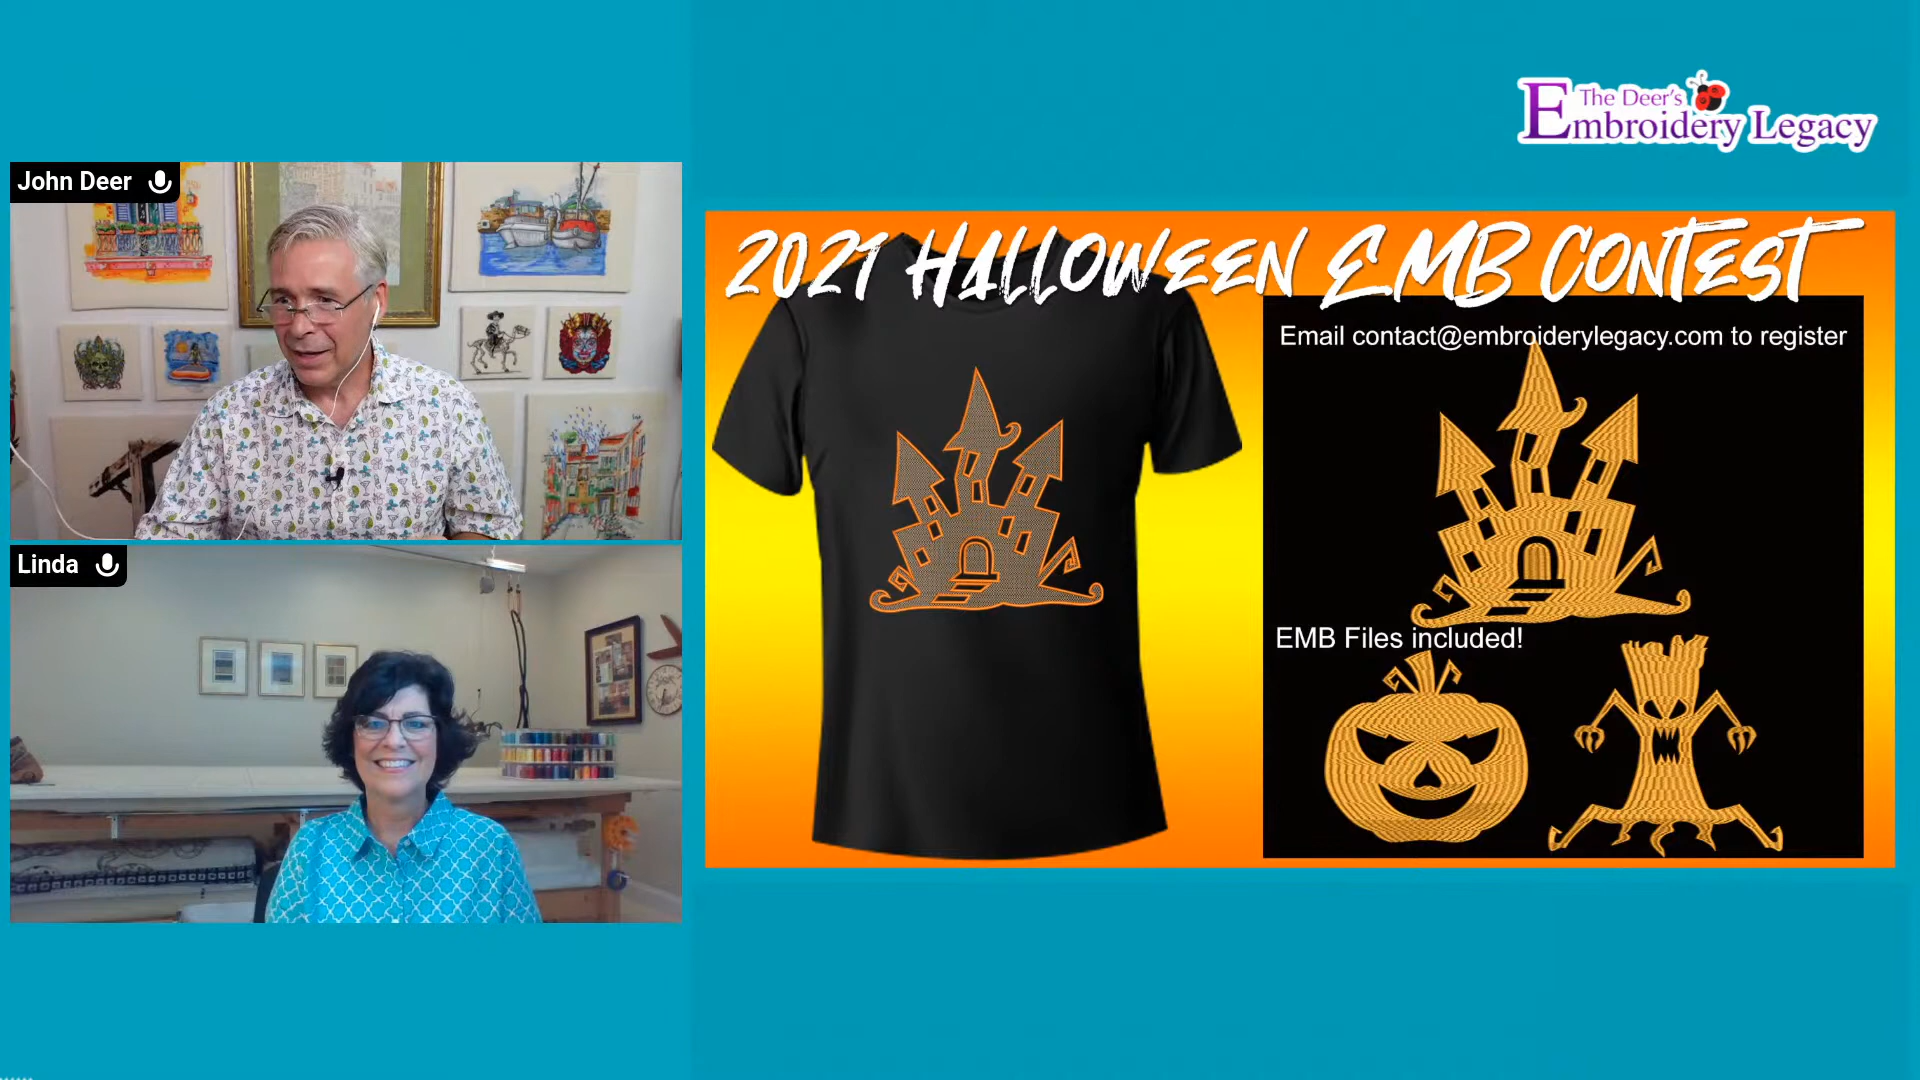 The Deer's
Embroidery Legacy
John Deer
2021 HALLOWEEN EMB CONTEST
Email contact@embroiderylegacy.com to register
Linda
EMB Files included!